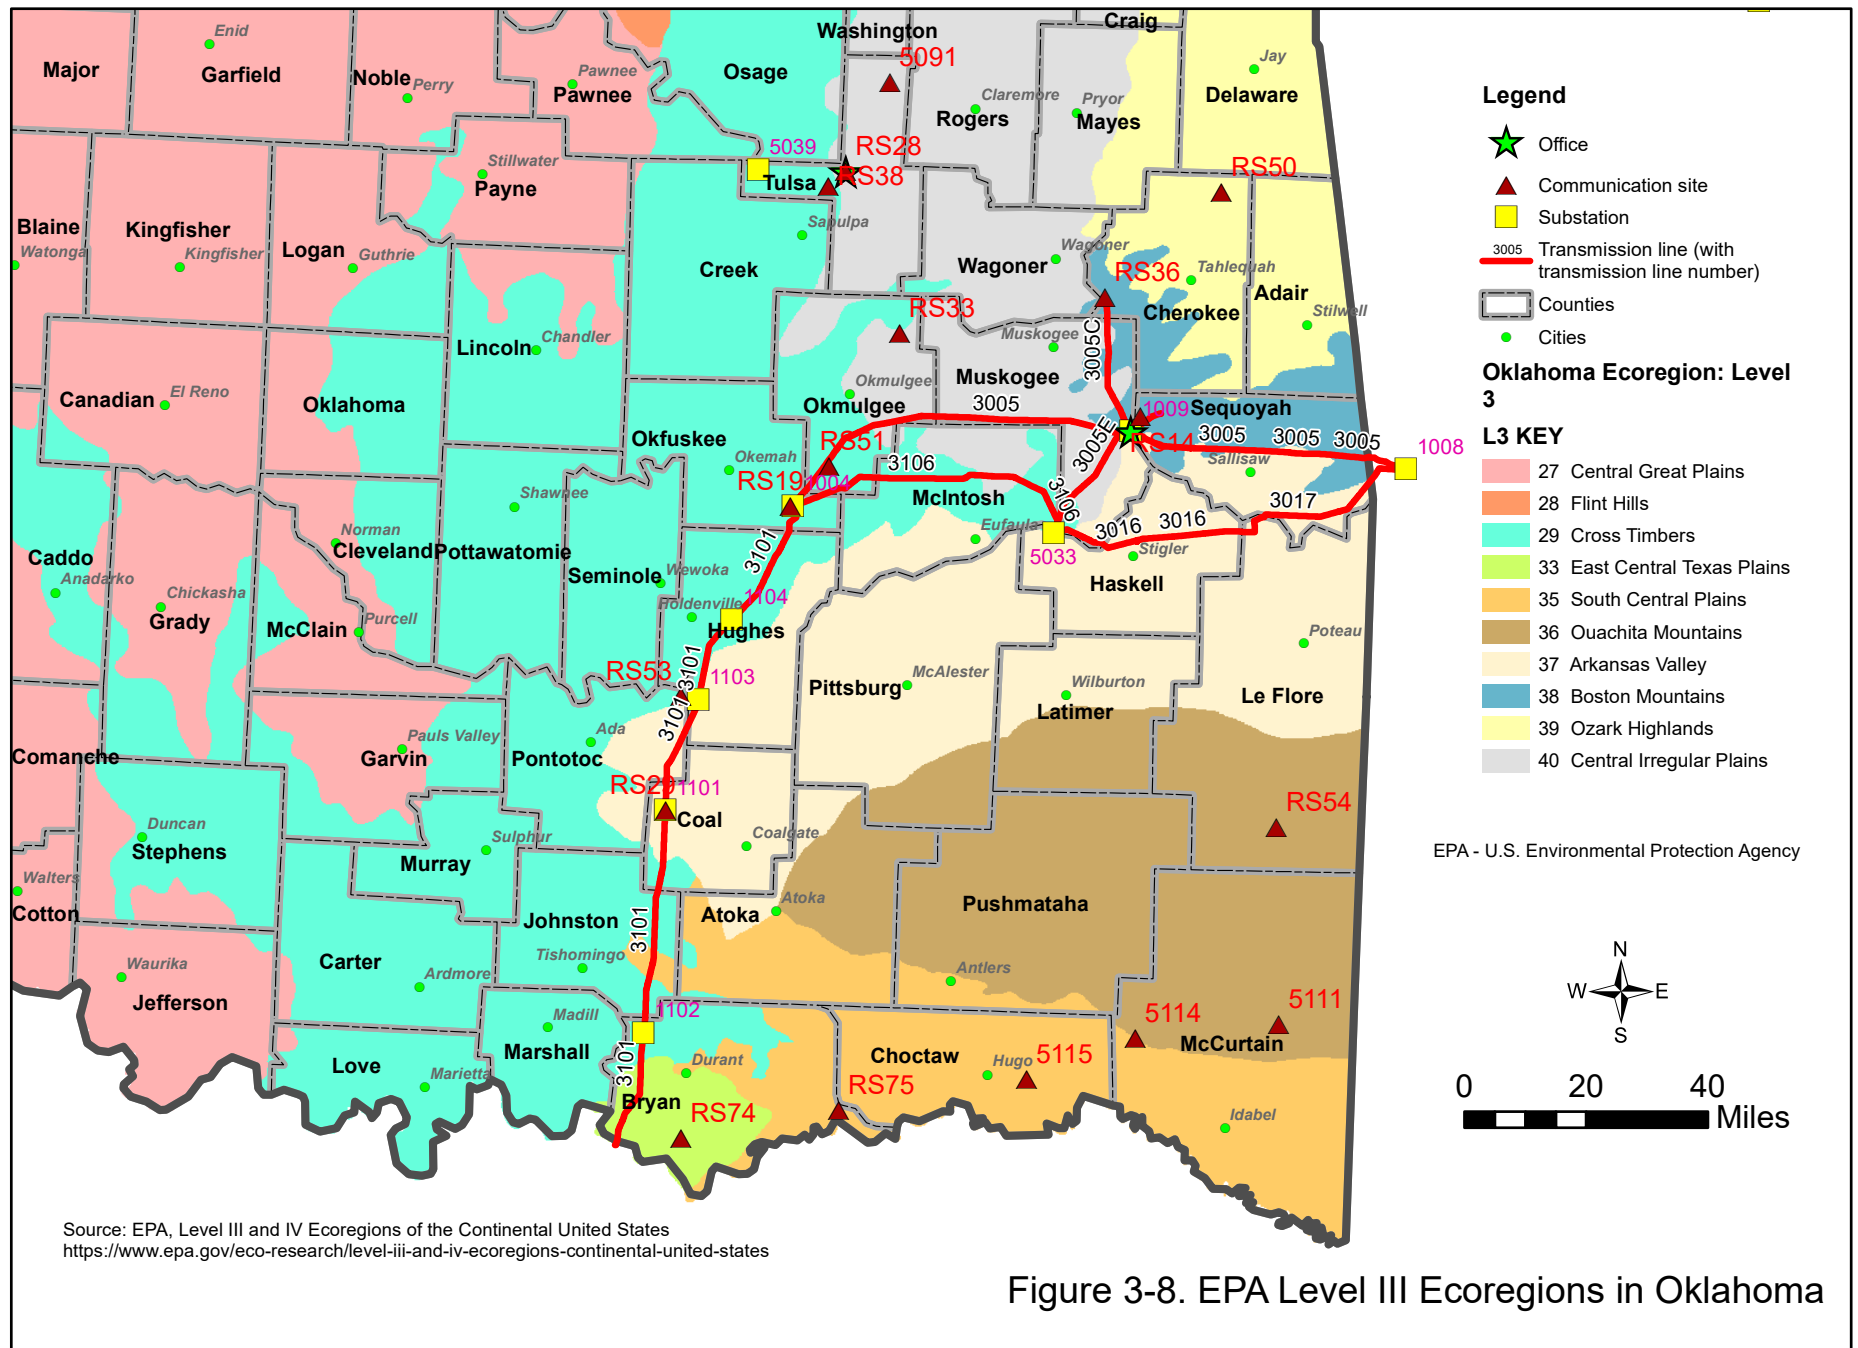 Washington
Craig
Enid
Major
Garfield
Noble
Perry
Pawnee
Pawnee
Osage
5091
Jay
Claremore
Rogers
Pryor
Mayes
Delaware
5039
RS28
RS38
Tulsa
RS50
Stillwater
Payne
Sapulpa
Blaine
Watonga
Kingfisher
Kingfisher
Logan
Guthrie
Creek
Wagoner
Wagoner
RS36
Tahlequah
Cherokee
Adair
Stilwell
RS33
Muskogee
Muskogee
3005C
Lincoln
Chandler
Canadian
El Reno
Oklahoma
Okmulgee
Okmulgee
3005
1009
Sequoyah
RS14
3005
3005
3005
1008
Sallisaw
3005E
Okfuskee
Okemah
RS51
RS19
1004
3106
McIntosh
3106
Eufaula
5033
3016
3016
3017
Stigler
Haskell
Shawnee
Norman
Cleveland
Pottawatomie
Seminole
Wewoka
3101
1104
Holdenville
Hughes
Caddo
Anadarko
Chickasha
Grady
McClain
Purcell
RS53
3101
1103
3101
Pittsburg
McAlester
Wilburton
Latimer
Poteau
Le Flore
Comanche
Pauls Valley
Garvin
Ada
Pontotoc
RS29
1101
Coal
Coalgate
RS54
Duncan
Stephens
Sulphur
Murray
Walters
Cotton
Johnston
3101
Atoka
Atoka
Pushmataha
Waurika
Jefferson
Carter
Ardmore
Tishomingo
Antlers
Madill
Marshall
1102
3101
Love
Marietta
Durant
Bryan
RS74
RS75
Choctaw
Hugo
5115
5114
5111
McCurtain
Idabel
Legend
Office
Communication site
Substation
3005
Transmission line (with
transmission line number)
Counties
Cities
Oklahoma Ecoregion: Level
3
L3 KEY
27 Central Great Plains
28 Flint Hills
29 Cross Timbers
33 East Central Texas Plains
35 South Central Plains
36 Ouachita Mountains
37 Arkansas Valley
38 Boston Mountains
39 Ozark Highlands
40 Central Irregular Plains
EPA - U.S. Environmental Protection Agency
N
W E
S
0 20 40
Miles
Source: EPA, Level III and IV Ecoregions of the Continental United States
https://www.epa.gov/eco-research/level-iii-and-iv-ecoregions-continental-united-states
Figure 3-8. EPA Level III Ecoregions in Oklahoma